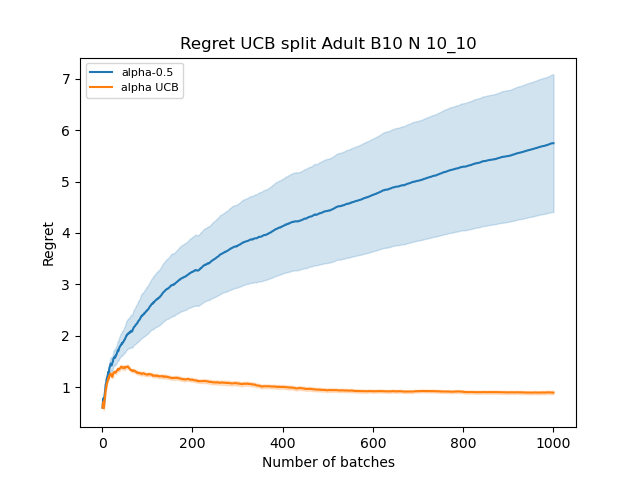 Regret UCB split Adult B10 N 10_10
alpha-0.5
alpha UCB
7
6
5
4
3
2
1
Regret
0
200
400
600
800
1000
Number of batches